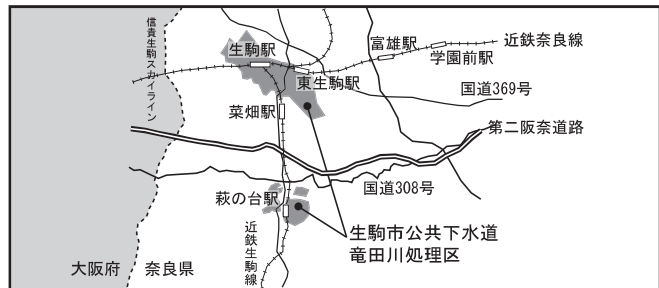 信貴生駒スカイライン
生駒駅
富雄駅
近鉄奈良線
学園前駅
東生駒駅
国道369号
菜畑駅
第二阪奈道路
国道308号
萩の台駅
近鉄生駒線
生駒市公共下水道
竜田川処理区
大阪府
奈良県